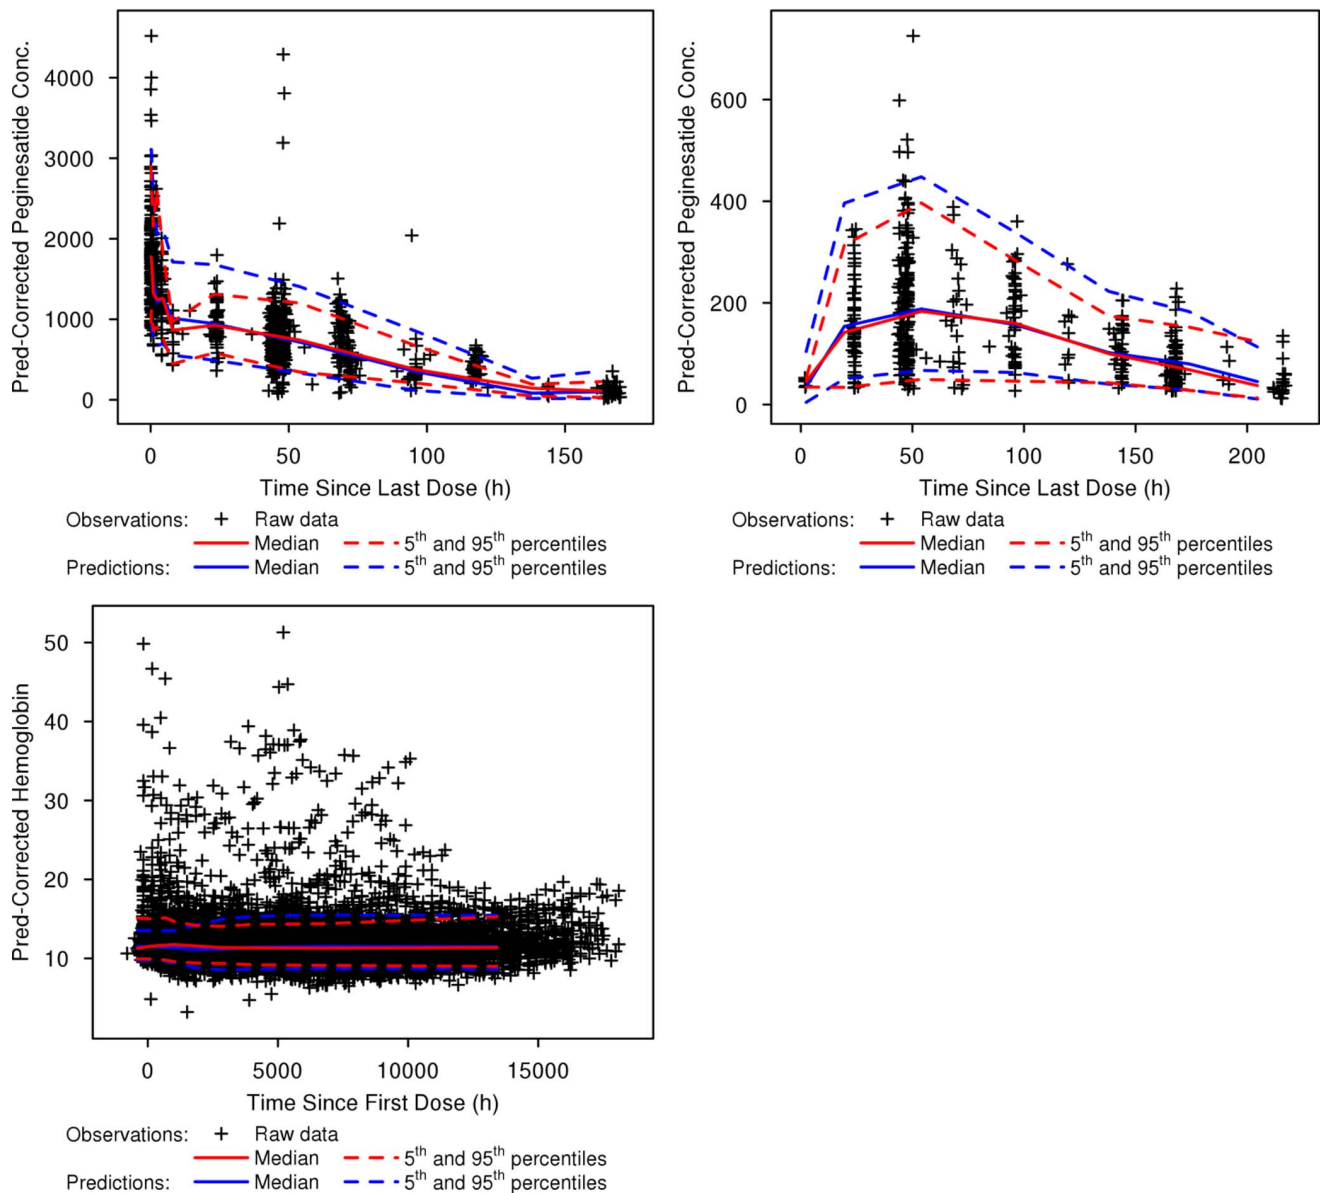 Pred-Corrected Peginesatide Conc.
4000
3000
2000
1000
0
0 50 100 150
Time Since Last Dose (h)
Observations: + Raw data
Median 5th and 95th percentiles
Predictions: Median 5th and 95th percentiles
Pred-Corrected Peginesatide Conc.
600
400
200
0
0 50 100 150 200
Time Since Last Dose (h)
Observations: + Raw data
Median 5th and 95th percentiles
Predictions: Median 5th and 95th percentiles
Pred-Corrected Hemoglobin
50
40
30
20
10
0 5000 10000 15000
Time Since First Dose (h)
Observations: + Raw data
Median 5th and 95th percentiles
Predictions: Median 5th and 95th percentiles